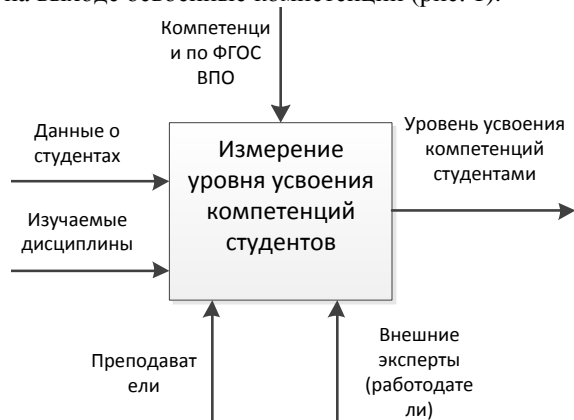 на выходе освоенные компетенции (рис. 1).
Компетенци
и по ФГОС
ВПО
Данные о
студентах
Уровень усвоения
компетенций
студентами
Измерение
уровня усвоения
компетенций
студентов
Изучаемые
дисциплины
Преподават
ели
Внешние
эксперты
(работодате
ли)